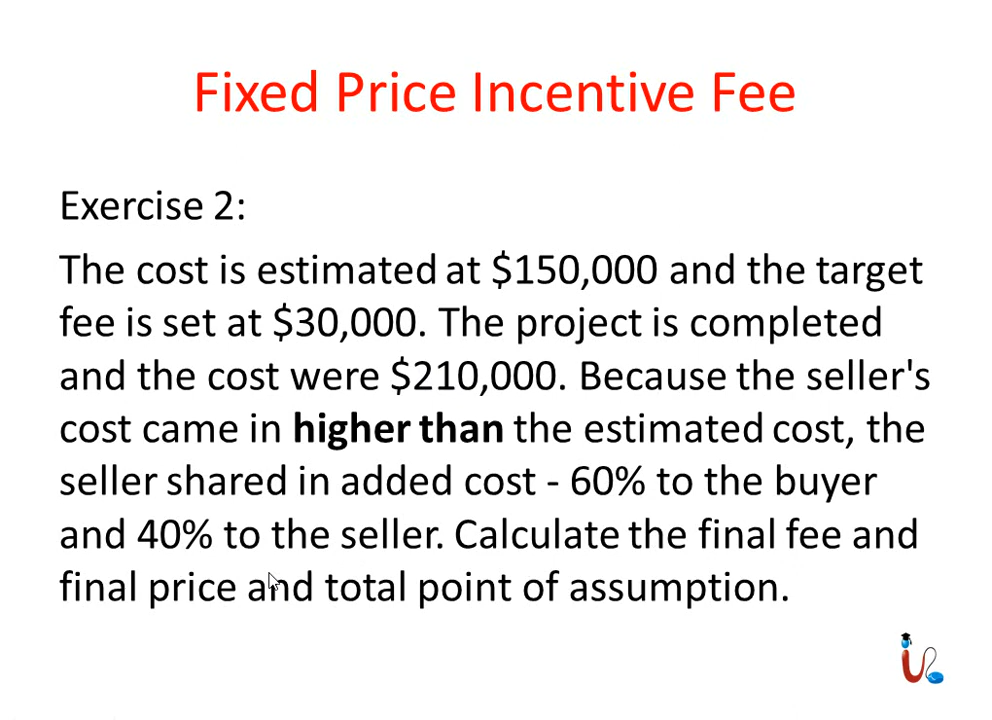 Fixed Price Incentive Fee
Exercise 2:
The cost is estimated at $150,000 and the target
fee is set at $30,000. The project is completed
and the cost were $210,000. Because the seller's
cost came in higher than the estimated cost, the
seller shared in added cost - 60% to the buyer
and 40% to the seller. Calculate the final fee and
final price and total point of assumption.